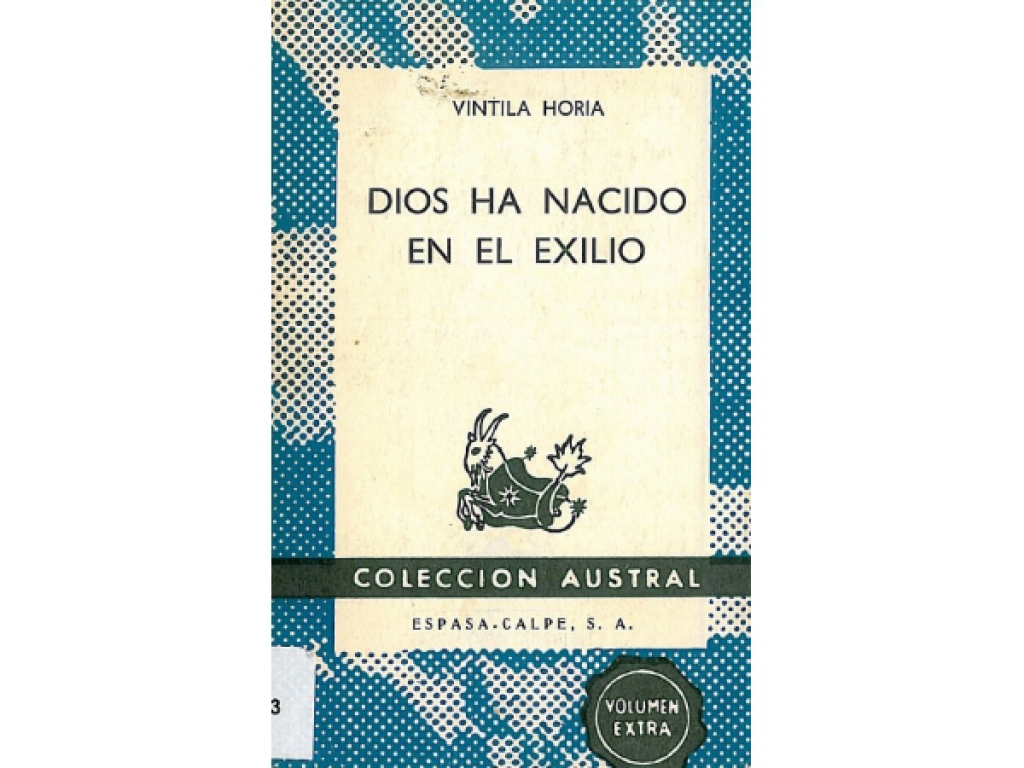 VINTILA HORIA
DIOS HA NACIDO
EN EL EXILIO
COLECCION AUSTRAL
ESPASA-CALPE, S. A.
3
VOLUMEN
EXTRA